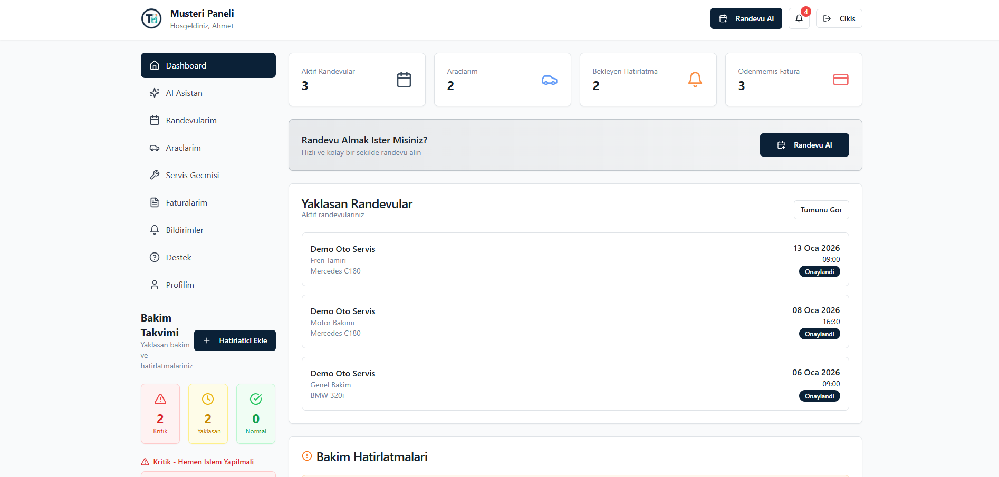 TH
Musteri Paneli
Hosgeldiniz, Ahmet
Randevu Al
4
Cikis
Dashboard
AI Asistan
Randevularim
Araclarim
Servis Gecmisi
Faturalarim
Bildirimler
Destek
Profilim
Bakim
Takvimi
Yaklasan bakim
ve
hatirlatmalariniz
Hatirlatici Ekle
2
Kritik
2
Yaklasan
0
Normal
Kritik - Hemen Islem Yapilmali
Aktif Randevular
3
Araclarim
2
Bekleyen Hatirlatma
2
Odenmemis Fatura
3
Randevu Almak Ister Misiniz?
Hizli ve kolay bir sekilde randevu alin
Randevu Al
Yaklasan Randevular
Aktif randevulariniz
Tumunu Gor
Demo Oto Servis
Fren Tamiri
Mercedes C180
13 Oca 2026
09:00
Onaylandi
Demo Oto Servis
Motor Bakimi
Mercedes C180
08 Oca 2026
16:30
Onaylandi
Demo Oto Servis
Genel Bakim
BMW 320i
06 Oca 2026
09:00
Onaylandi
Bakim Hatirlatmalari